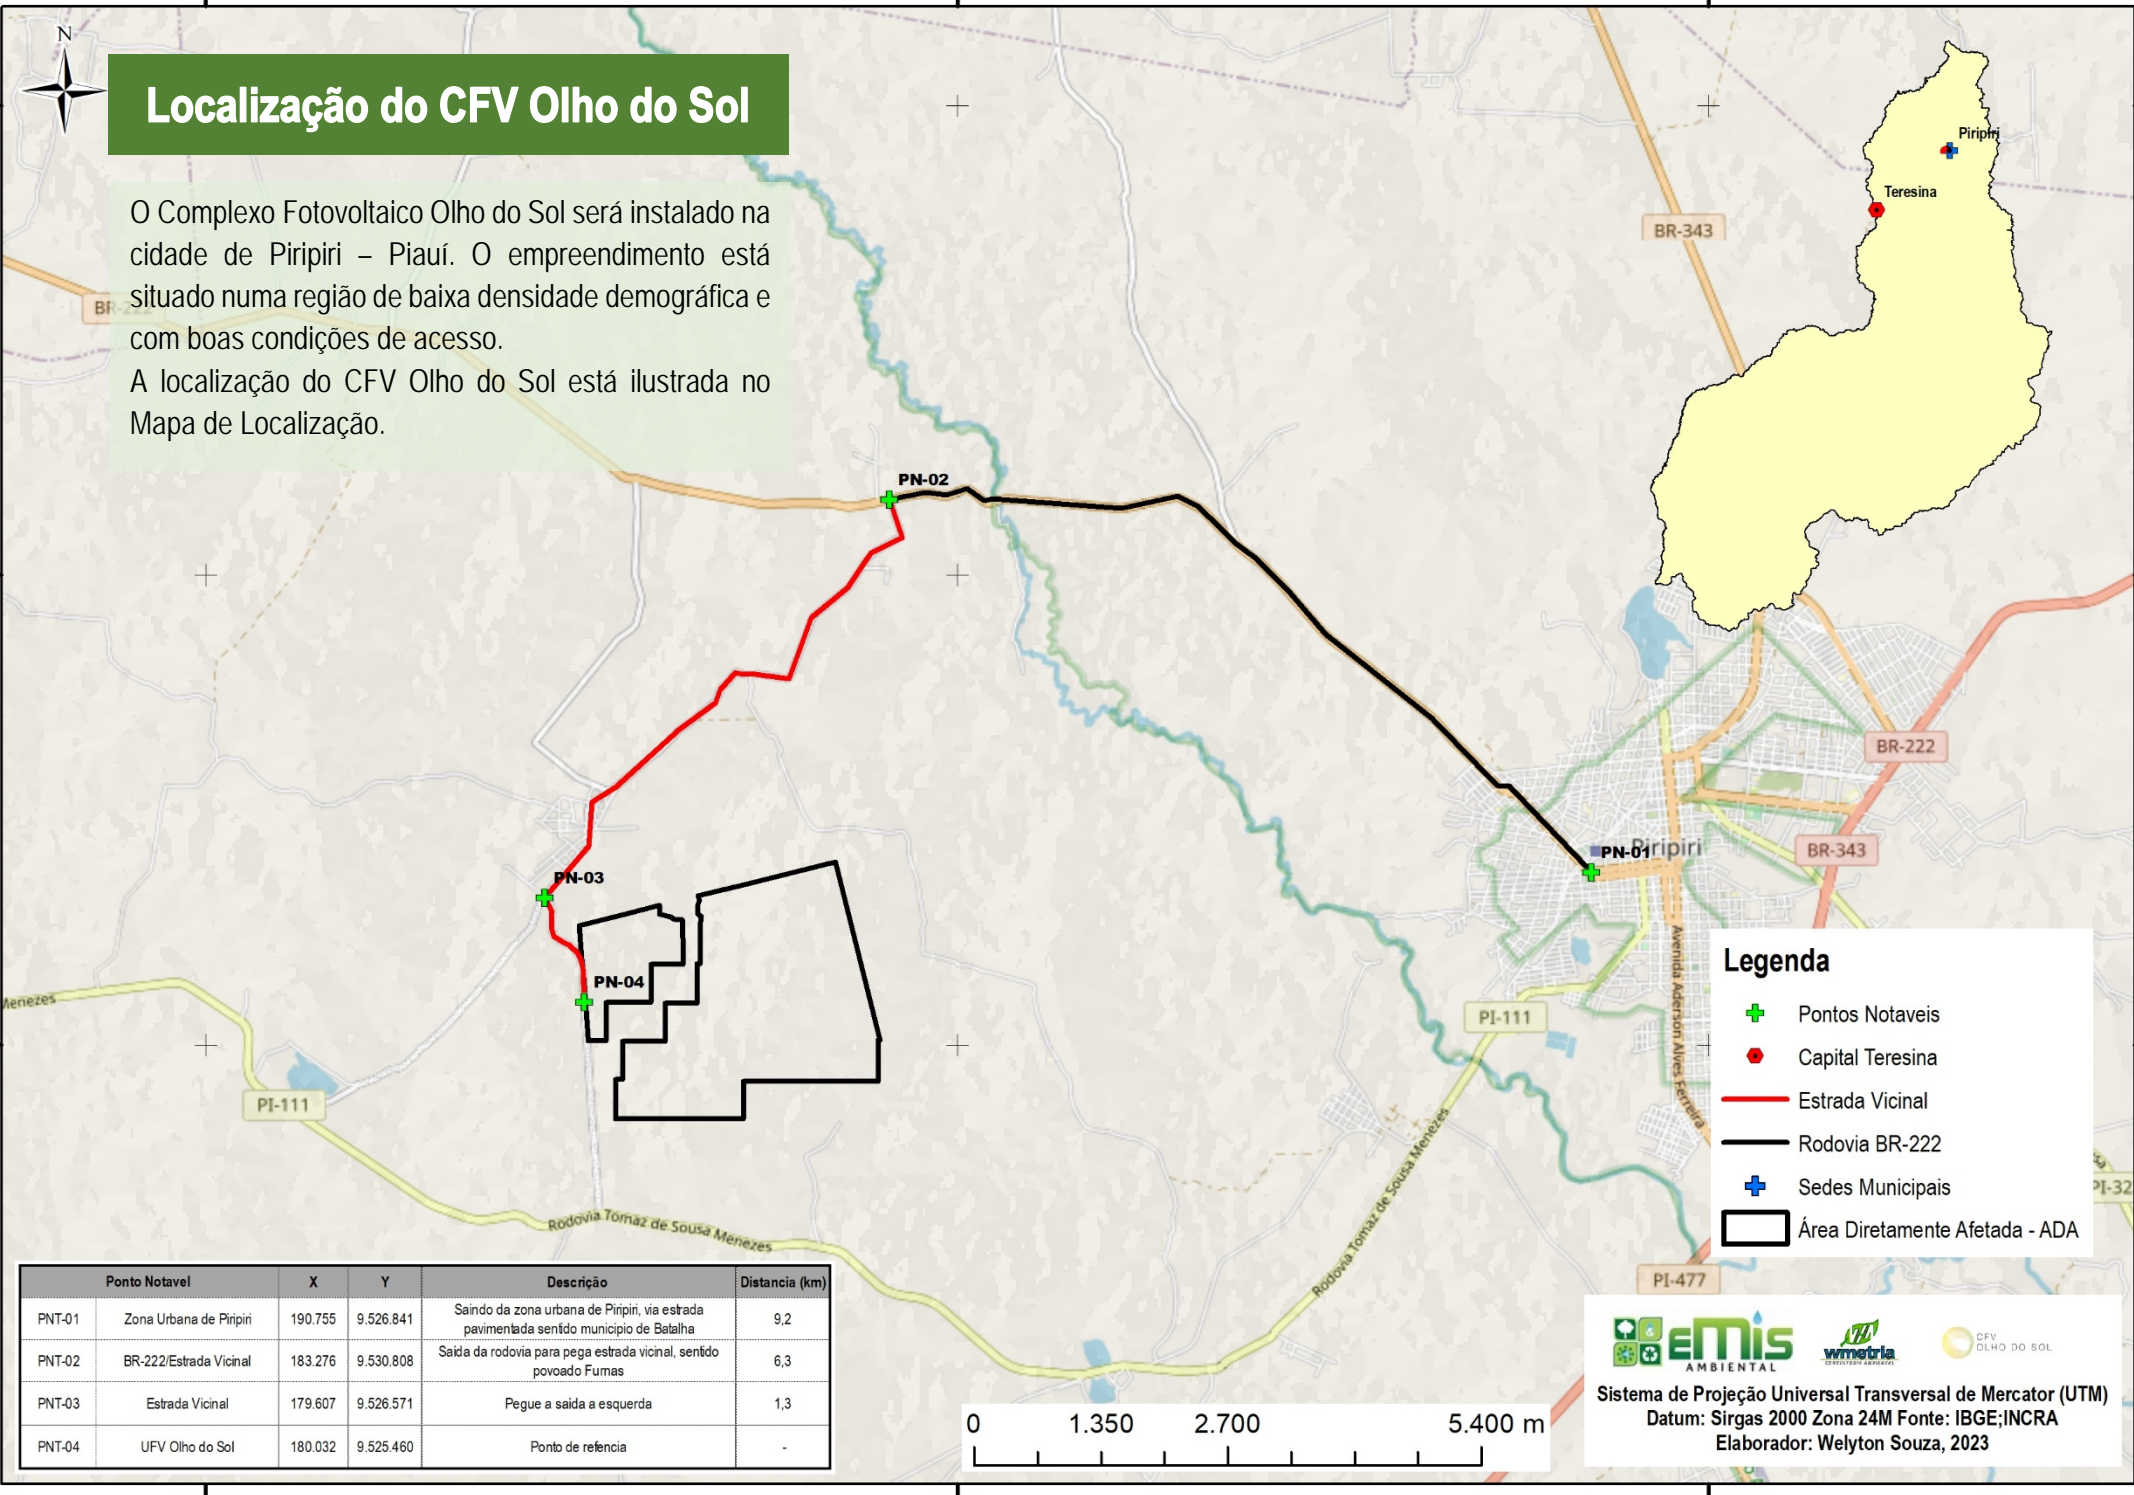 N
Localização do CFV Olho do Sol
O Complexo Fotovoltaico Olho do Sol será instalado na
cidade de Piripiri – Piauí. O empreendimento está
situado numa região de baixa densidade demográfica e
com boas condições de acesso.
A localização do CFV Olho do Sol está ilustrada no
Mapa de Localização.
BR-222
Piripiri
Teresina
BR-343
PN-02
BR-222
PN-01
Piripiri
BR-343
PN-03
PN-04
Menezes
PI-111
PI-111
Avenida Aderson Alves Ferreira
Rodovia Tomaz de Sousa Menezes
Rodovia Tomaz de Sousa Menezes
PI-32
PI-477
Legenda
Pontos Notaveis
Capital Teresina
Estrada Vicinal
Rodovia BR-222
Sedes Municipais
Área Diretamente Afetada - ADA
Ponto Notavel X Y Descrição Distancia (km)
PNT-01 Zona Urbana de Piripiri 190.755 9.526.841 Saindo da zona urbana de Piripiri, via estrada
pavimentada sentido municipio de Batalha 9,2
PNT-02 BR-222/Estrada Vicinal 183.276 9.530.808 Saida da rodovia para pega estrada vicinal, sentido
povoado Furnas 6,3
PNT-03 Estrada Vicinal 179.607 9.526.571 Pegue a saida a esquerda 1,3
PNT-04 UFV Olho do Sol 180.032 9.525.460 Ponto de refencia -
0 1.350 2.700 5.400 m
EMIS
AMBIENTAL
wmetria
CONSULTORIA AMBIENTAL
CFV
OLHO DO SOL
Sistema de Projeção Universal Transversal de Mercator (UTM)
Datum: Sirgas 2000 Zona 24M Fonte: IBGE;INCRA
Elaborador: Welyton Souza, 2023